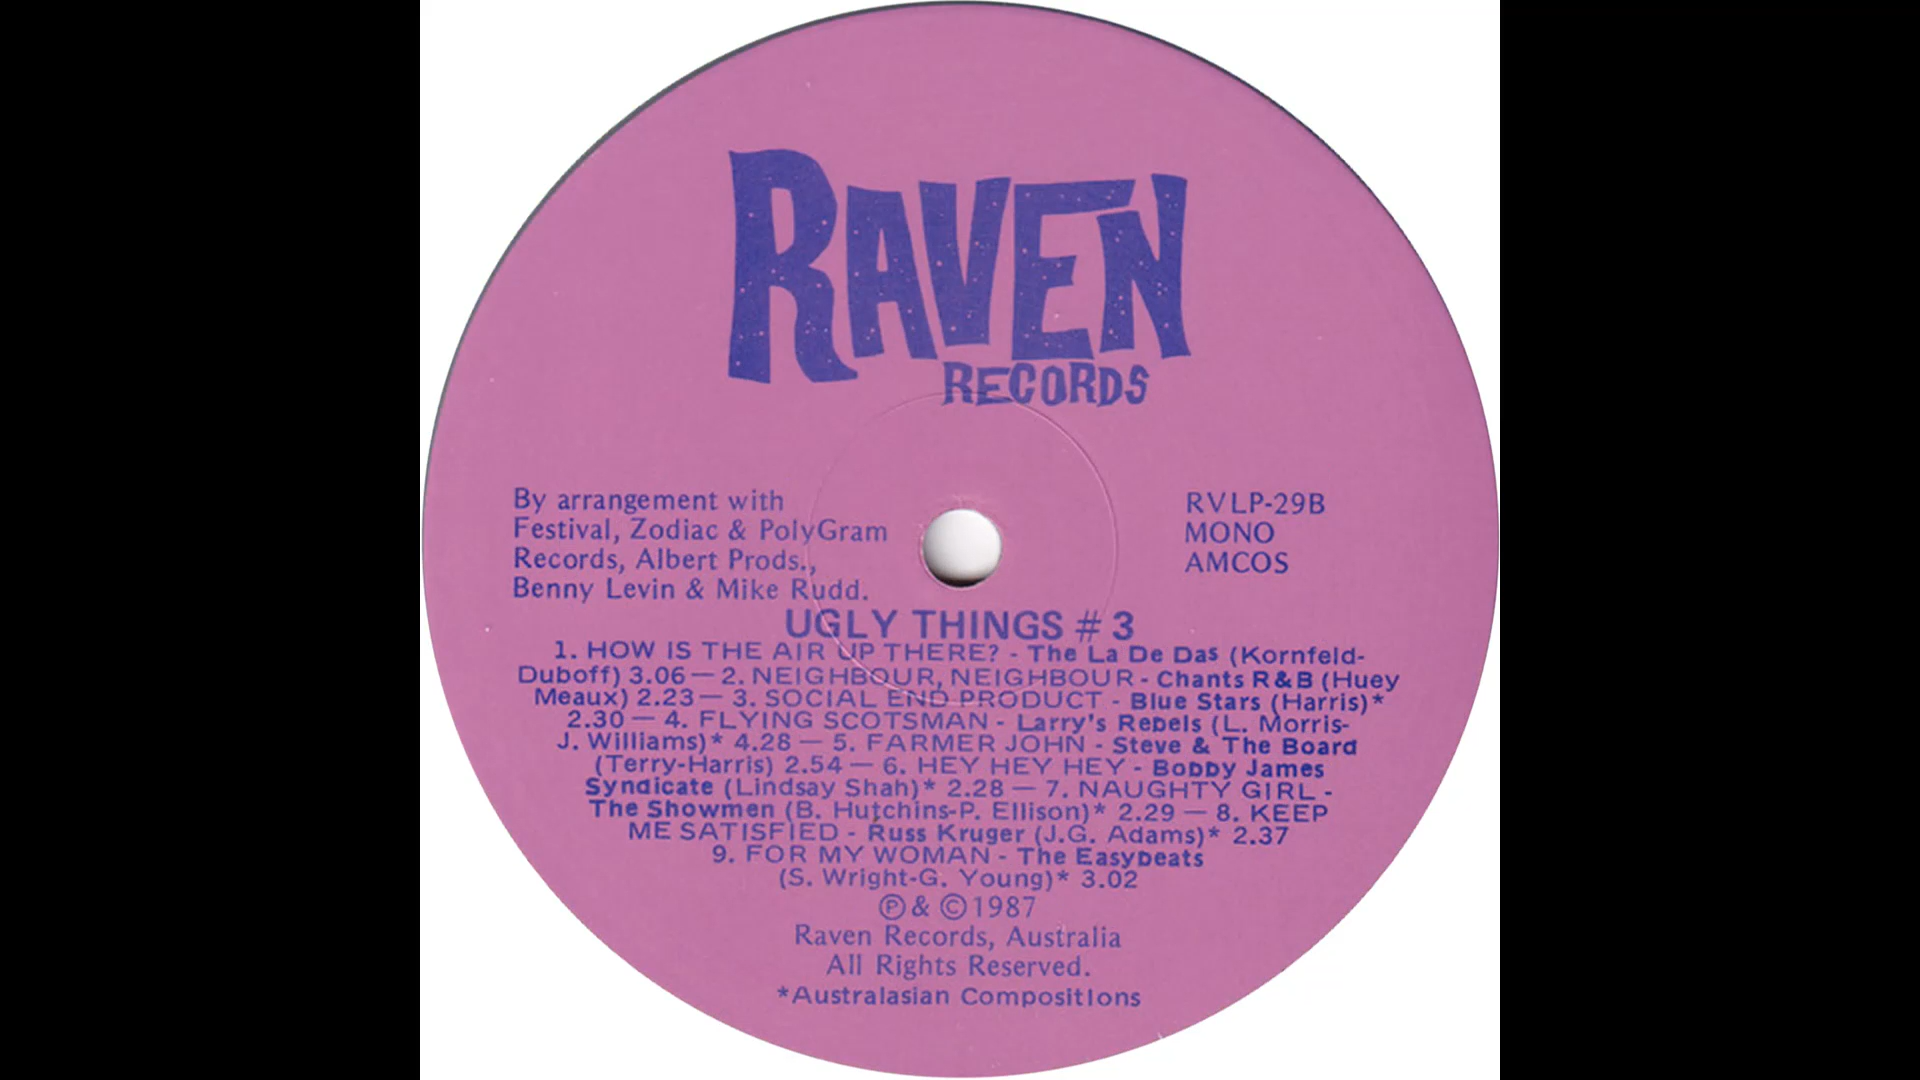 RAVEN
RECORDS
By arrangement with
Festival, Zodiac & PolyGram
Records, Albert Prods.,
Benny Levin & Mike Rudd.
RVLP-29B
MONO
AMCOS
UGLY THINGS # 3
1. HOW IS THE AIR UP THERE? - The La De Das (Kornfeld-
Duboff) 3.06 — 2. NEIGHBOUR, NEIGHBOUR - Chants R&B (Huey
Meaux) 2.23 — 3. SOCIAL END PRODUCT - Blue Stars (Harris)*
2.30 — 4. FLYING SCOTSMAN - Larry's Rebels (L. Morris-
J. Williams)* 4.28 — 5. FARMER JOHN - Steve & The Board
(Terry-Harris) 2.54 — 6. HEY HEY HEY - Bobby James
Syndicate (Lindsay Shah)* 2.28 — 7. NAUGHTY GIRL -
The Showmen (B. Hutchins-P. Ellison)* 2.29 — 8. KEEP
ME SATISFIED - Russ Kruger (J.G. Adams)* 2.37
9. FOR MY WOMAN - The Easybeats
(S. Wright-G. Young)* 3.02
Ⓟ & © 1987
Raven Records, Australia
All Rights Reserved.
*Australasian Compositions